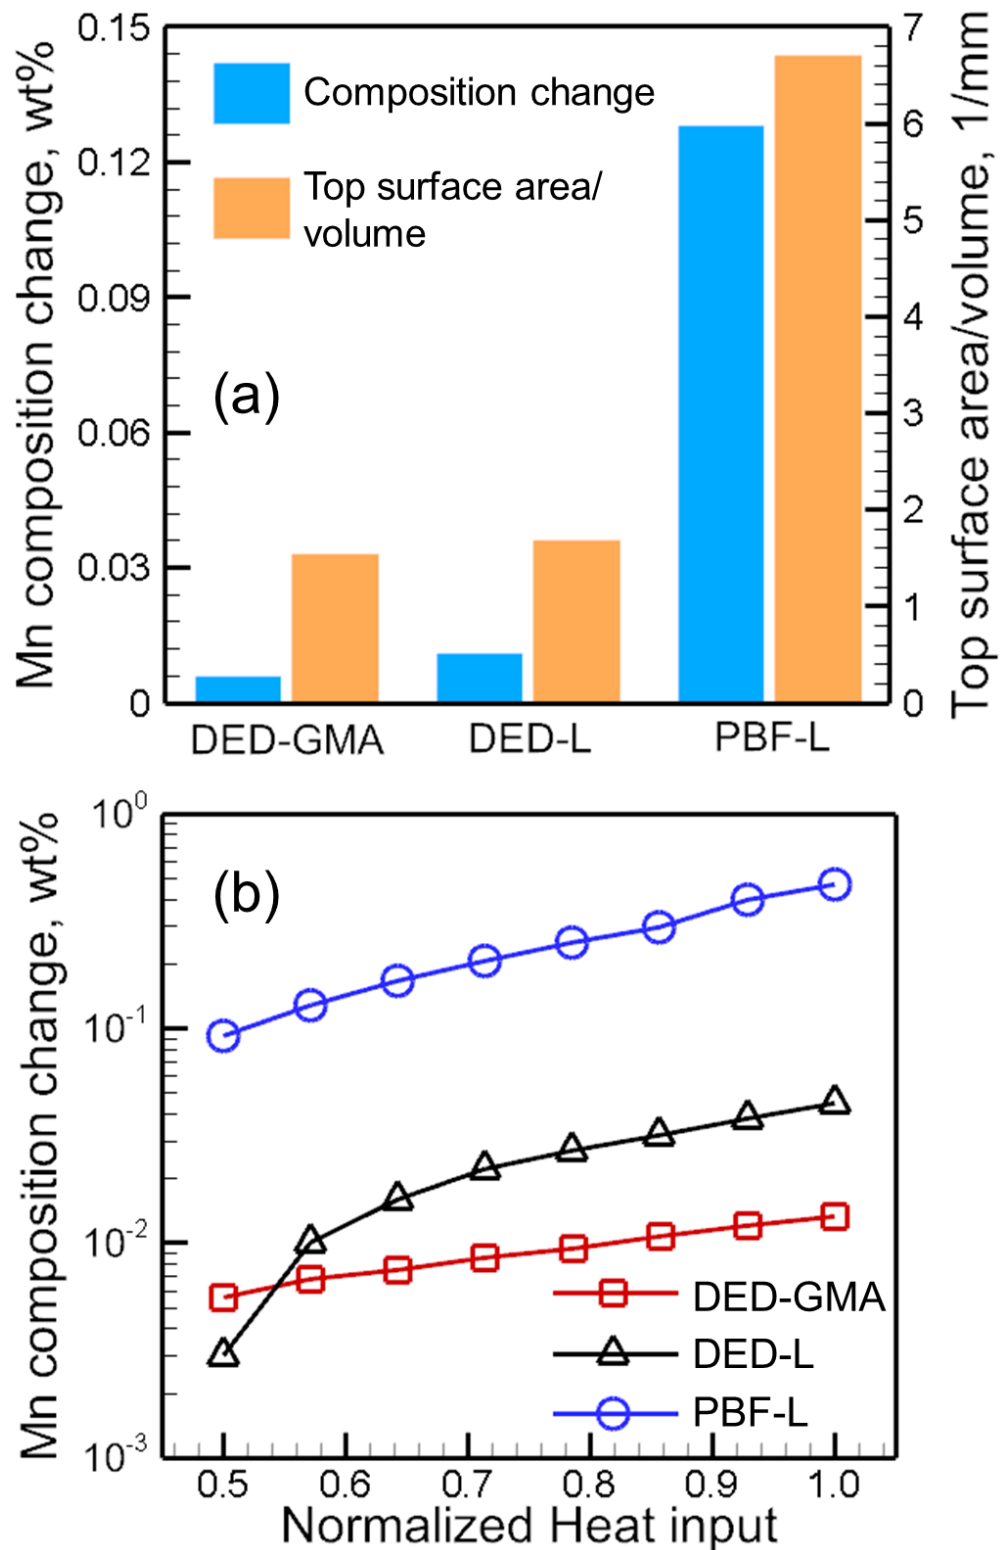 Mn composition change, wt%
0.15
0.12
0.09
0.06
0.03
0
Composition change
Top surface area/
volume
(a)
7
6
5
4
3
2
1
0
Top surface area/volume, 1/mm
DED-GMA DED-L PBF-L
Mn composition change, wt%
10^0
10^-1
10^-2
10^-3
(b)
DED-GMA
DED-L
PBF-L
0.5 0.6 0.7 0.8 0.9 1.0
Normalized Heat input